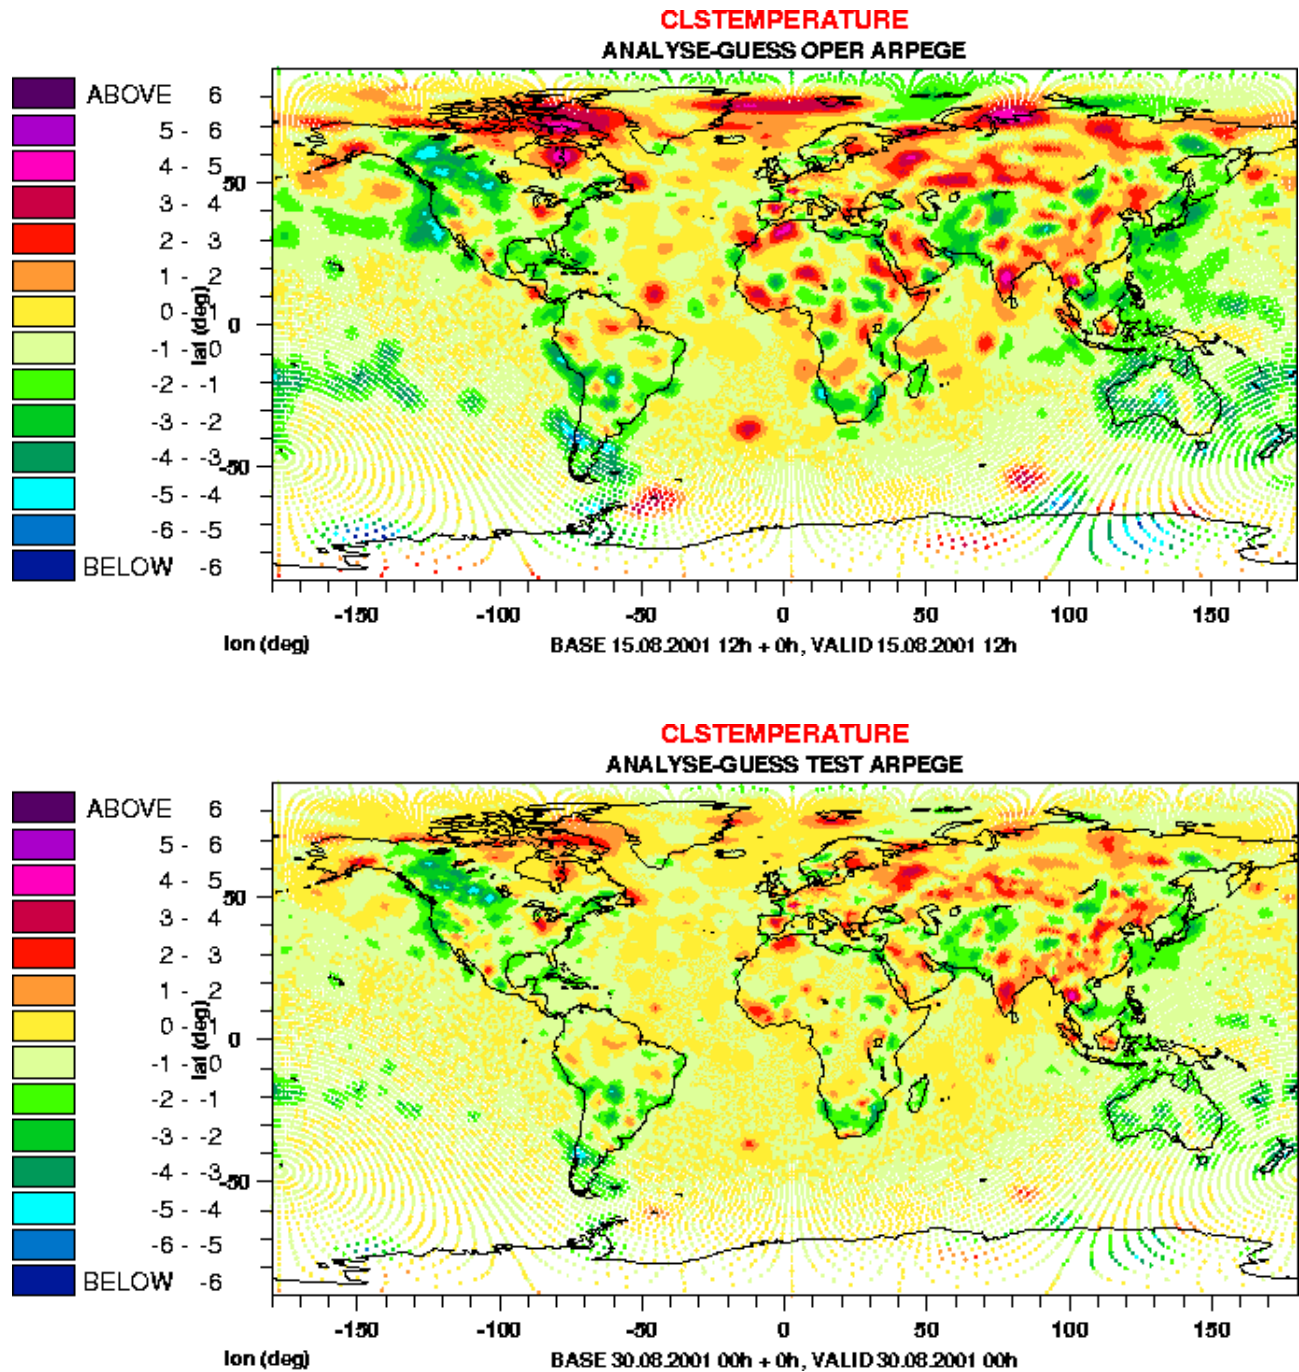 CLSTEMPERATURE
ANALYSE-GUESS OPER ARPEGE
ABOVE 6
5 - 6
4 - 5
3 - 4
2 - 3
1 - 2
0 - 1
-1 - 0
-2 - -1
-3 - -2
-4 - -3
-5 - -4
-6 - -5
BELOW -6
lat (deg)
50
0
-50
-150 -100 -50 0 50 100 150
lon (deg)
BASE 15.08.2001 12h + 0h, VALID 15.08.2001 12h
CLSTEMPERATURE
ANALYSE-GUESS TEST ARPEGE
ABOVE 6
5 - 6
4 - 5
3 - 4
2 - 3
1 - 2
0 - 1
-1 - 0
-2 - -1
-3 - -2
-4 - -3
-5 - -4
-6 - -5
BELOW -6
lat (deg)
50
0
-50
-150 -100 -50 0 50 100 150
lon (deg)
BASE 30.08.2001 00h + 0h, VALID 30.08.2001 00h